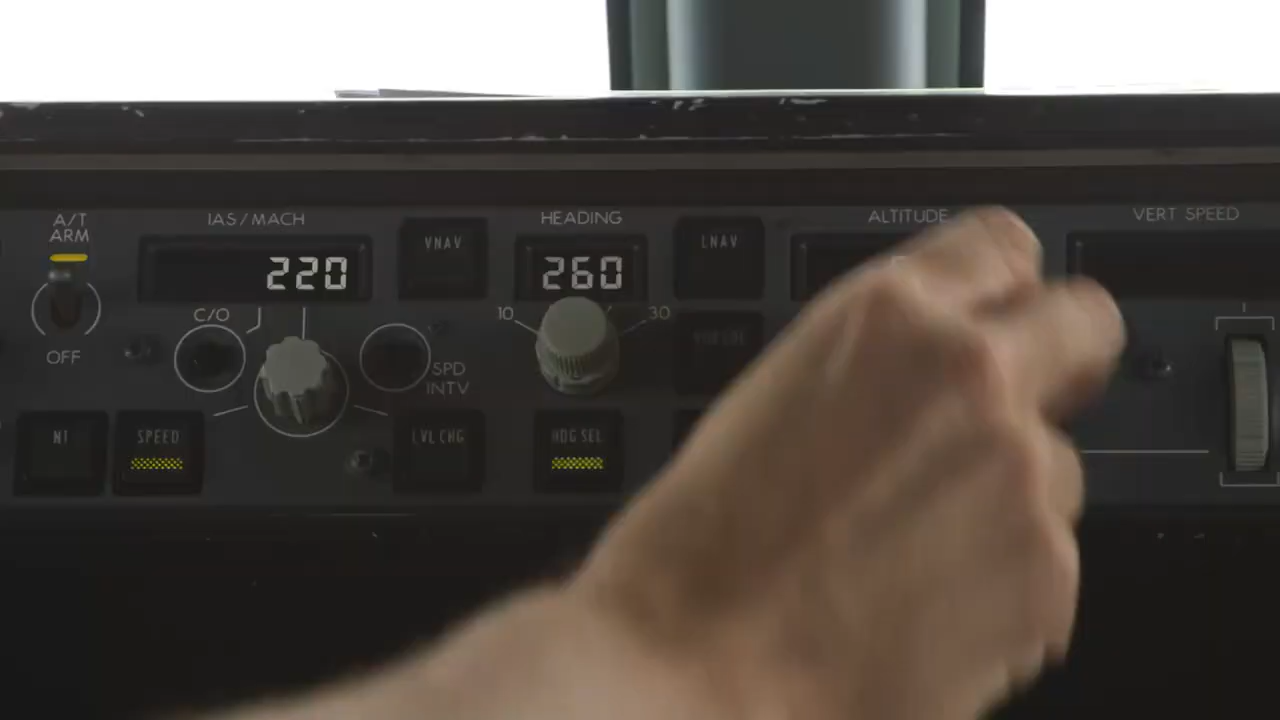 A/T
ARM
IAS/MACH
VNAV
HEADING
LNAV
ALTITUDE
VERT SPEED
220
260
C/O
10
30
OFF
SPD
INTV
N1
SPEED
LVL CHG
HDG SEL